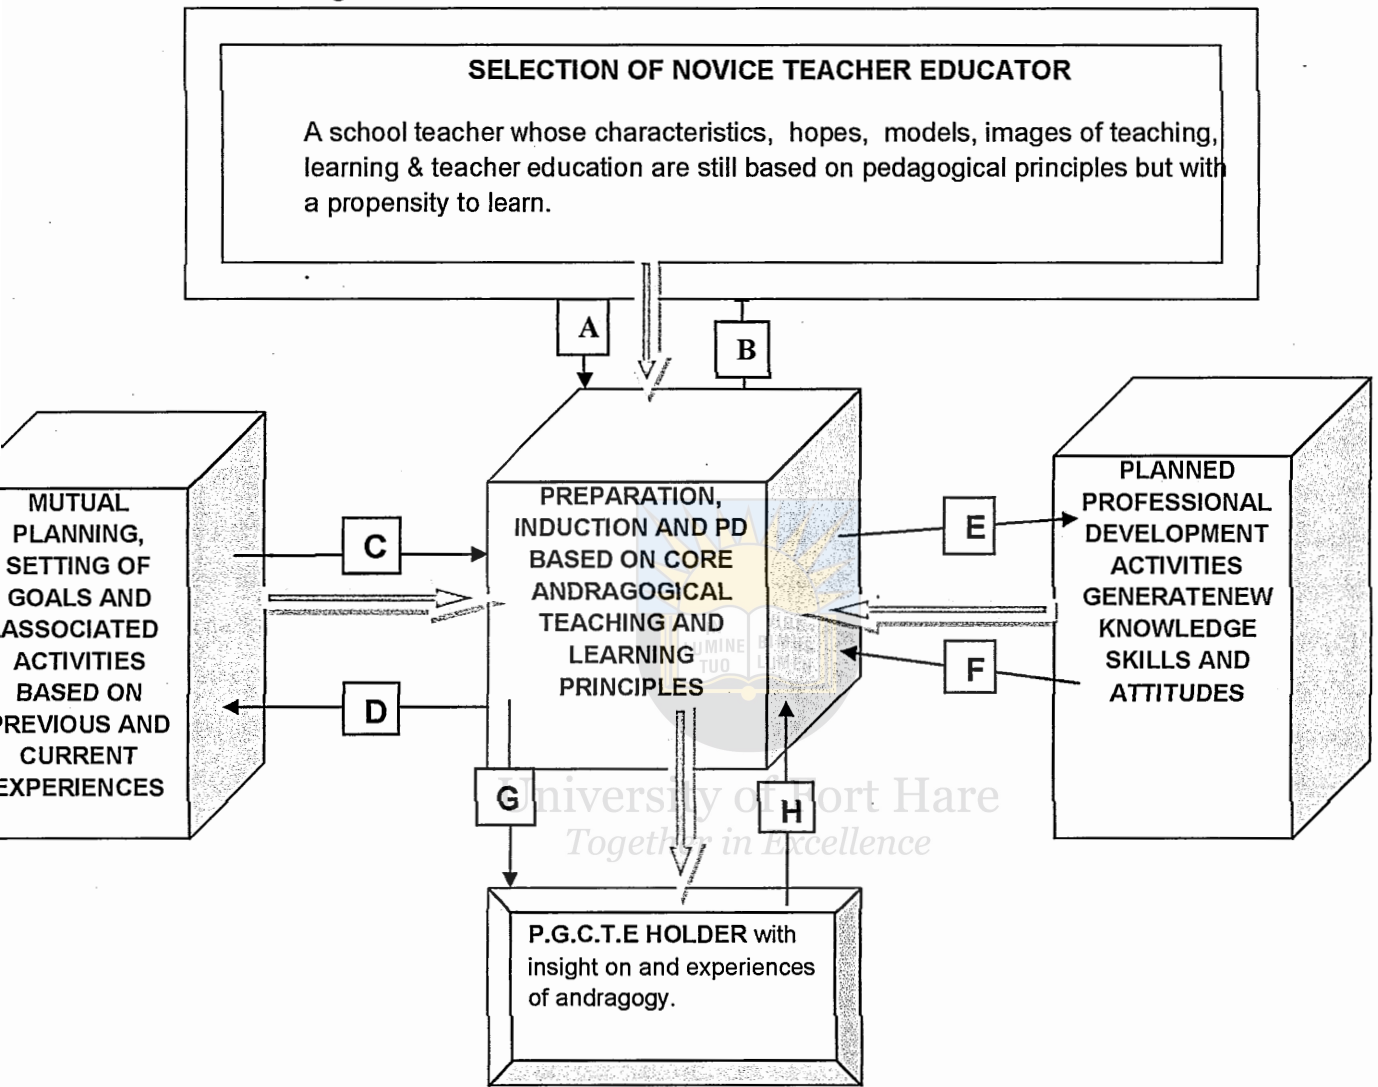 SELECTION OF NOVICE TEACHER EDUCATOR
A school teacher whose characteristics, hopes, models, images of teaching,
learning & teacher education are still based on pedagogical principles but with
a propensity to learn.
A
B
MUTUAL
PLANNING,
SETTING OF
GOALS AND
ASSOCIATED
ACTIVITIES
BASED ON
PREVIOUS AND
CURRENT
EXPERIENCES
C
D
PREPARATION,
INDUCTION AND PD
BASED ON CORE
ANDRAGOGICAL
TEACHING AND
LEARNING
PRINCIPLES
E
F
PLANNED
PROFESSIONAL
DEVELOPMENT
ACTIVITIES
GENERATENEW
KNOWLEDGE
SKILLS AND
ATTITUDES
LUMINE
TUO
G
H
University of Fort Hare
Together in Excellence
P.G.C.T.E HOLDER with
insight on and experiences
of andragogy.